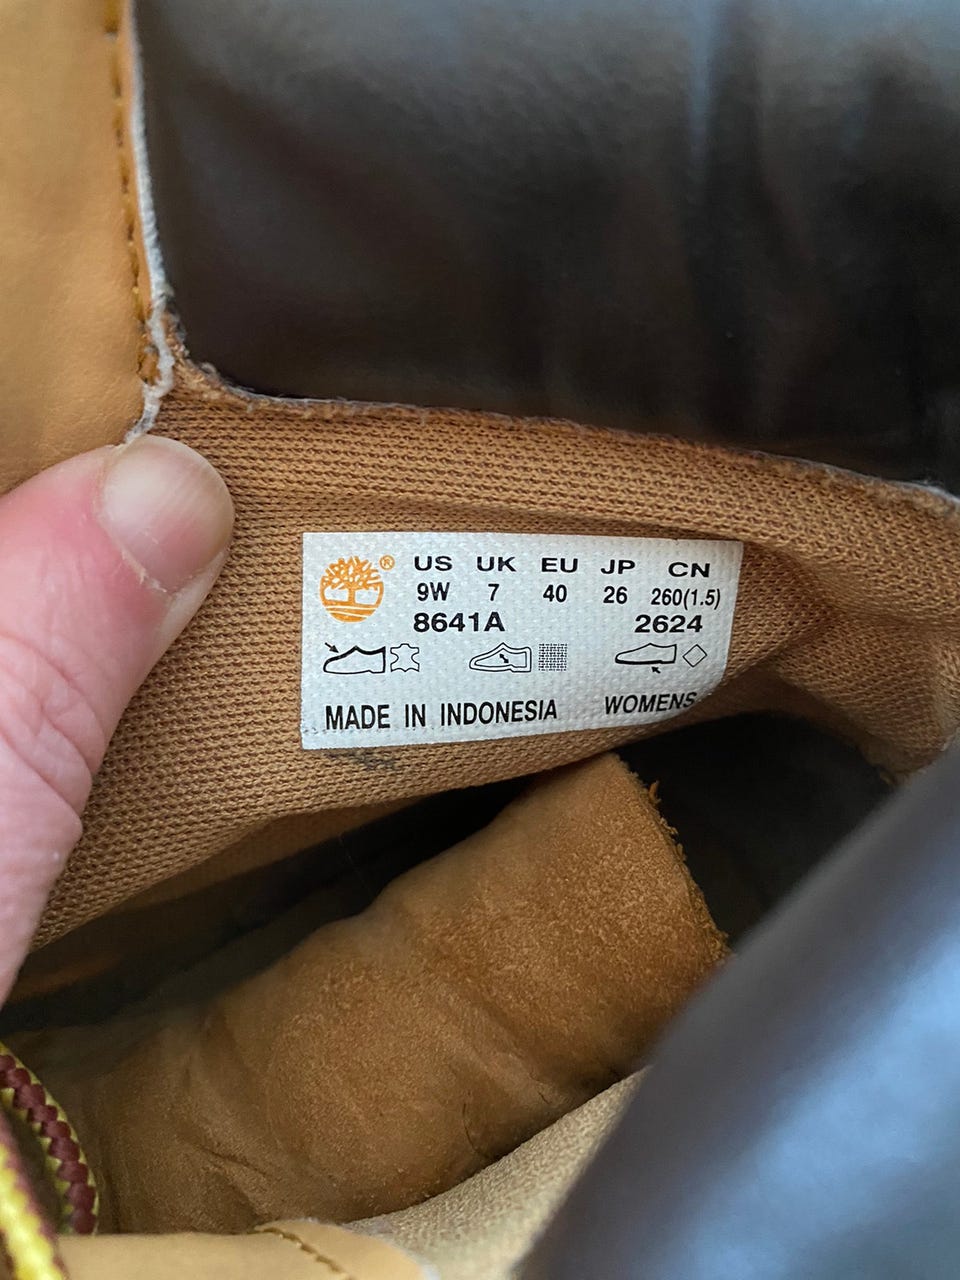 ® US UK EU JP CN
9W 7 40 26 260(1.5)
8641A 2624
MADE IN INDONESIA WOMENS